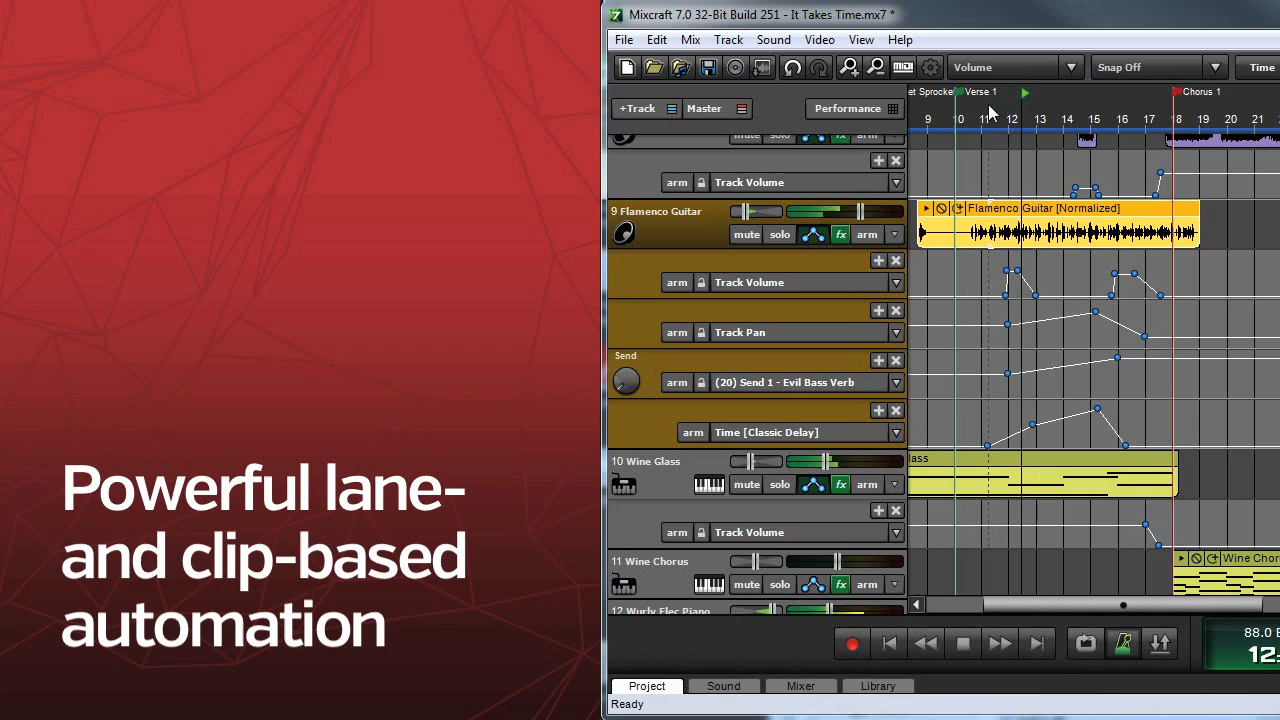 Powerful lane-
and clip-based
automation
Mixcraft 7.0 32-Bit Build 251 - It Takes Time.mx7 *
File Edit Mix Track Sound Video View Help
Volume Snap Off Time
+Track Master Performance
et Sprocke Verse 1 Chorus 1
9 10 11 12 13 14 15 16 17 18 19 20 21
mute solo fx arm
arm Track Volume
9 Flamenco Guitar
mute solo fx arm
Flamenco Guitar [Normalized]
arm Track Volume
arm Track Pan
Send
arm (20) Send 1 - Evil Bass Verb
arm Time [Classic Delay]
10 Wine Glass
mute solo fx arm
lass
arm Track Volume
11 Wine Chorus
mute solo fx arm
Wine Chor
12 Wurly Elec Piano
88.0 B
12:
Project Sound Mixer Library
Ready